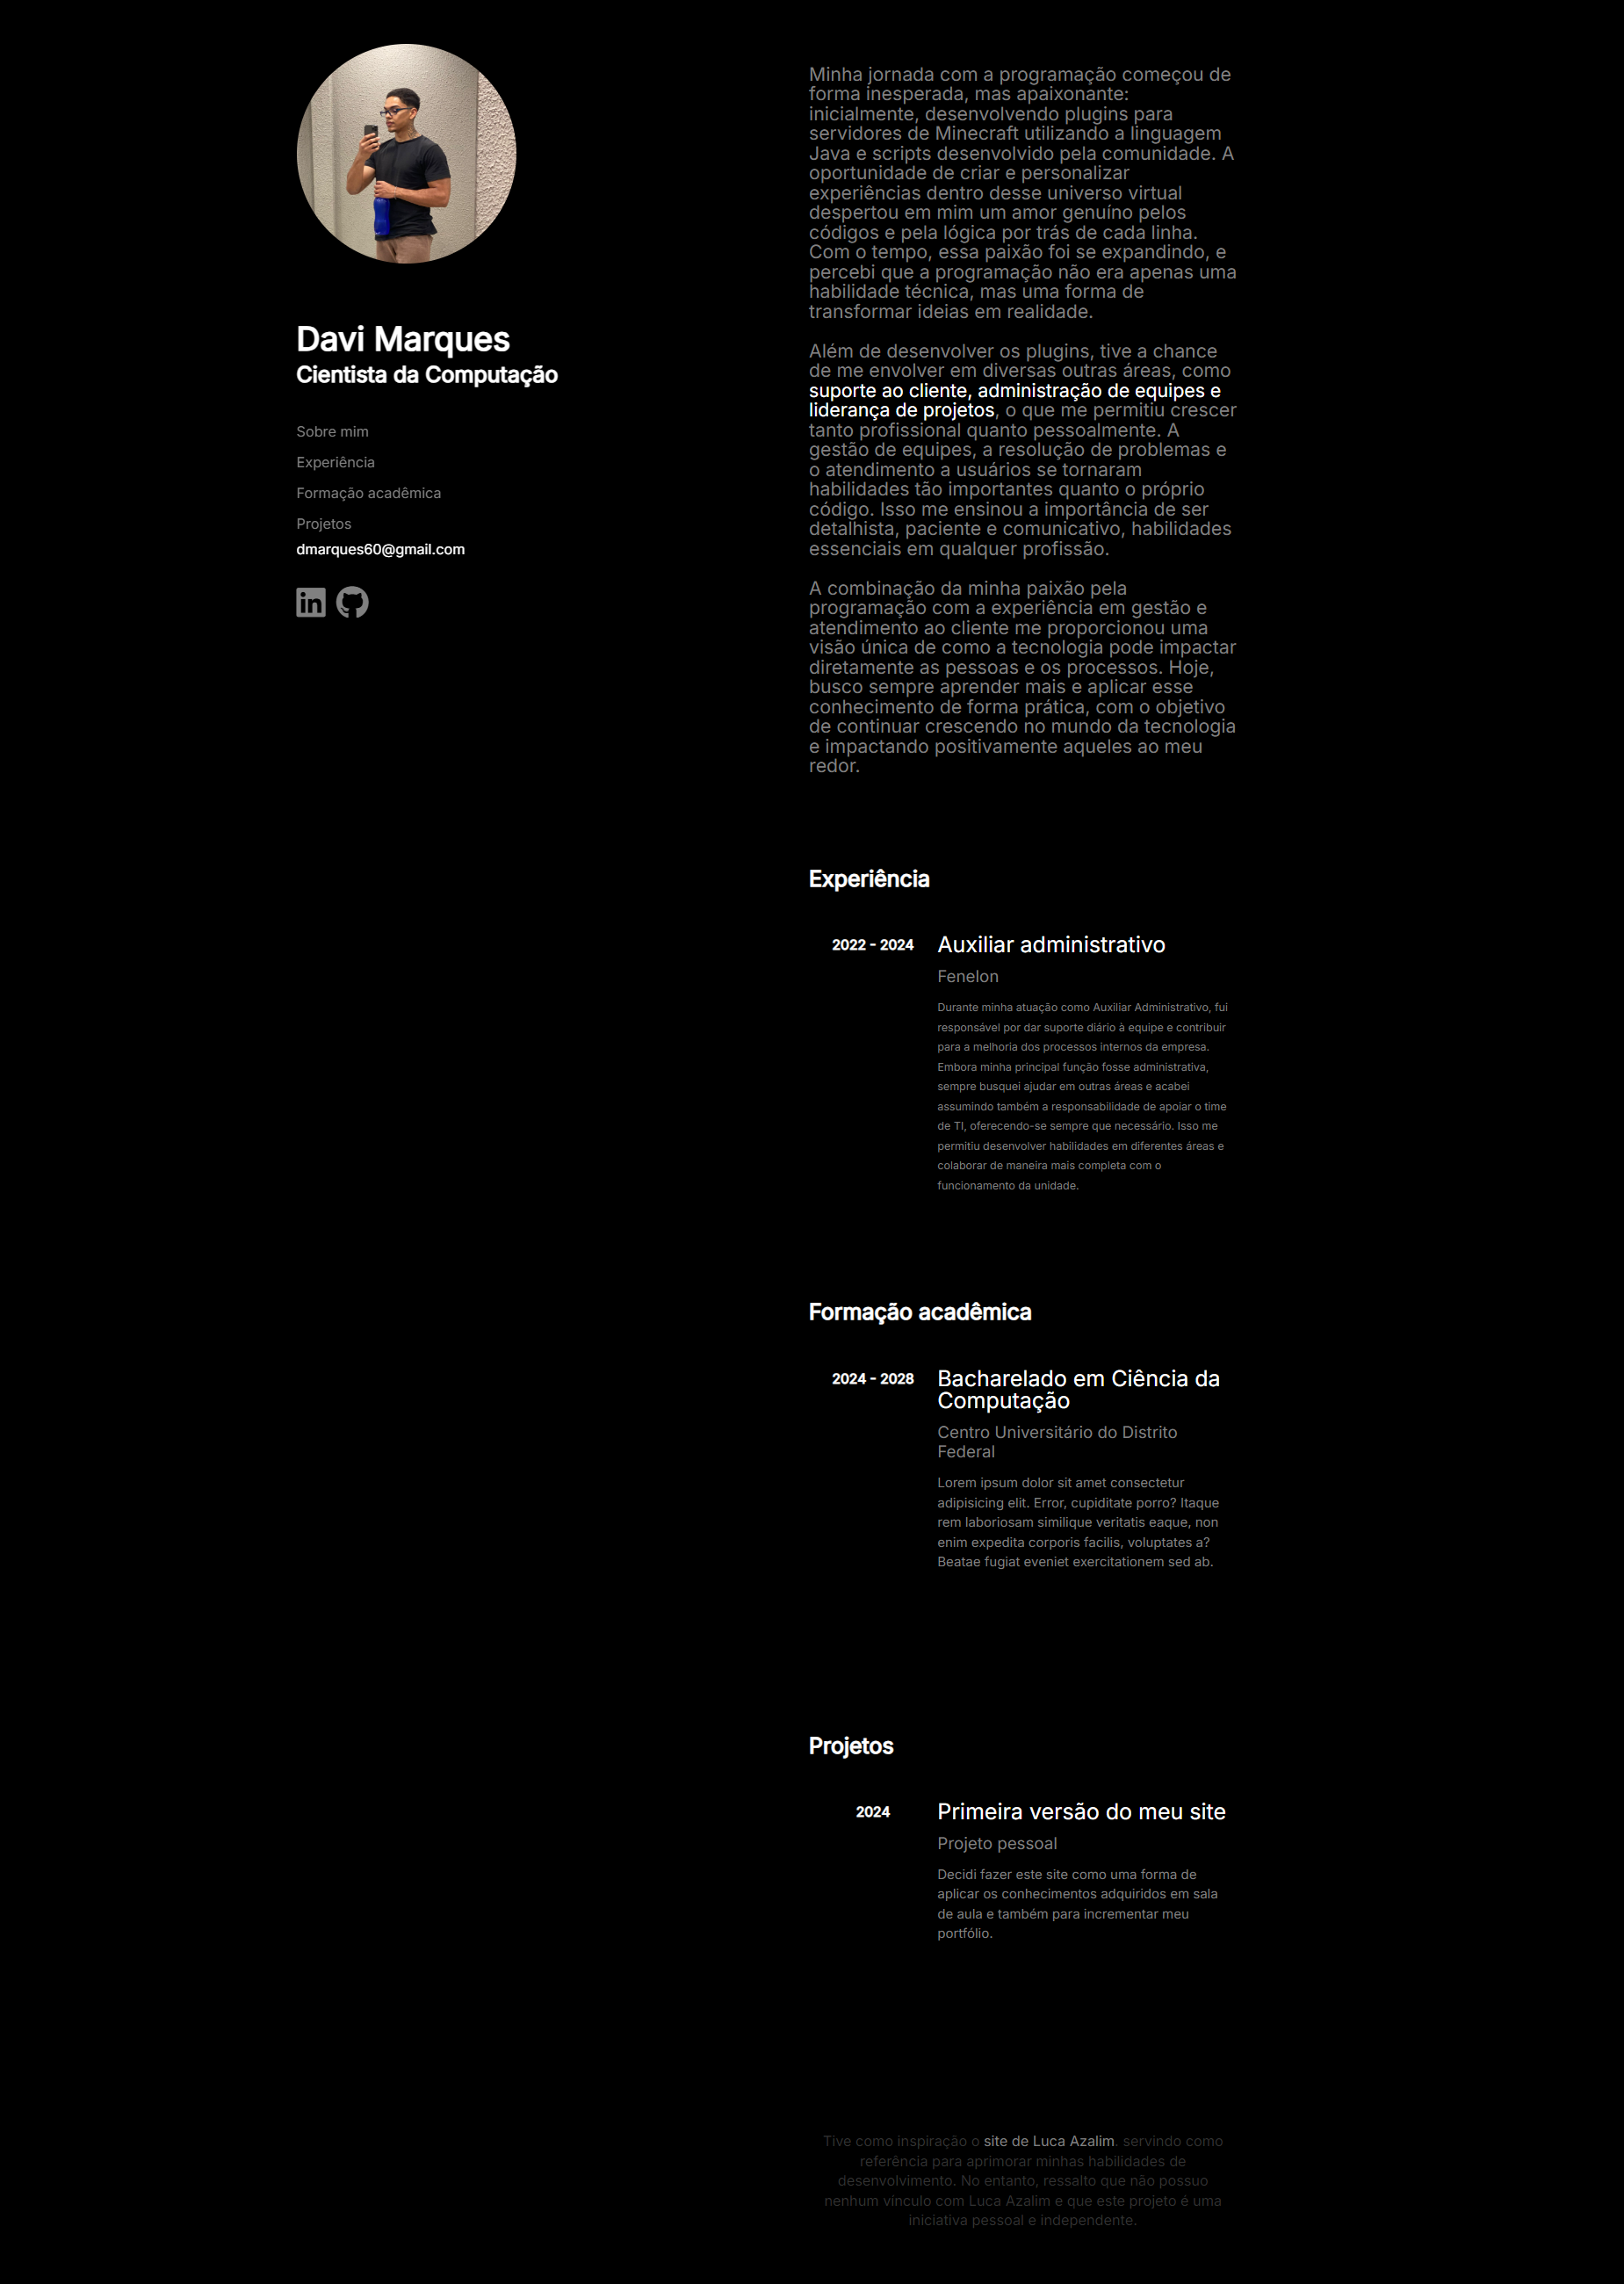 Davi Marques
Cientista da Computação
Sobre mim
Experiência
Formação acadêmica
Projetos
dmarques60@gmail.com
in
Minha jornada com a programação começou de
forma inesperada, mas apaixonante:
inicialmente, desenvolvendo plugins para
servidores de Minecraft utilizando a linguagem
Java e scripts desenvolvido pela comunidade. A
oportunidade de criar e personalizar
experiências dentro desse universo virtual
despertou em mim um amor genuíno pelos
códigos e pela lógica por trás de cada linha.
Com o tempo, essa paixão foi se expandindo, e
percebi que a programação não era apenas uma
habilidade técnica, mas uma forma de
transformar ideias em realidade.
Além de desenvolver os plugins, tive a chance
de me envolver em diversas outras áreas, como
suporte ao cliente, administração de equipes e
liderança de projetos, o que me permitiu crescer
tanto profissional quanto pessoalmente. A
gestão de equipes, a resolução de problemas e
o atendimento a usuários se tornaram
habilidades tão importantes quanto o próprio
código. Isso me ensinou a importância de ser
detalhista, paciente e comunicativo, habilidades
essenciais em qualquer profissão.
A combinação da minha paixão pela
programação com a experiência em gestão e
atendimento ao cliente me proporcionou uma
visão única de como a tecnologia pode impactar
diretamente as pessoas e os processos. Hoje,
busco sempre aprender mais e aplicar esse
conhecimento de forma prática, com o objetivo
de continuar crescendo no mundo da tecnologia
e impactando positivamente aqueles ao meu
redor.
Experiência
2022 - 2024
Auxiliar administrativo
Fenelon
Durante minha atuação como Auxiliar Administrativo, fui
responsável por dar suporte diário à equipe e contribuir
para a melhoria dos processos internos da empresa.
Embora minha principal função fosse administrativa,
sempre busquei ajudar em outras áreas e acabei
assumindo também a responsabilidade de apoiar o time
de TI, oferecendo-se sempre que necessário. Isso me
permitiu desenvolver habilidades em diferentes áreas e
colaborar de maneira mais completa com o
funcionamento da unidade.
Formação acadêmica
2024 - 2028
Bacharelado em Ciência da
Computação
Centro Universitário do Distrito
Federal
Lorem ipsum dolor sit amet consectetur
adipisicing elit. Error, cupiditate porro? Itaque
rem laboriosam similique veritatis eaque, non
enim expedita corporis facilis, voluptates a?
Beatae fugiat eveniet exercitationem sed ab.
Projetos
2024
Primeira versão do meu site
Projeto pessoal
Decidi fazer este site como uma forma de
aplicar os conhecimentos adquiridos em sala
de aula e também para incrementar meu
portfólio.
Tive como inspiração o site de Luca Azalim. servindo como
referência para aprimorar minhas habilidades de
desenvolvimento. No entanto, ressalto que não possuo
nenhum vínculo com Luca Azalim e que este projeto é uma
iniciativa pessoal e independente.